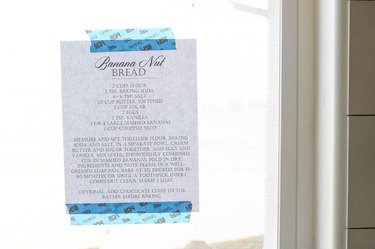 Banana Nut
BREAD
2 CUPS FLOUR
1 TSP. BAKING SODA
TSP. SALT
1/2 CUP BUTTER, SOFTENED
1 CUP SUGAR
2 EGGS
1 TSP. VANILLA
3 OR 4 LARGE MASHED BANANAS
1 CUP CHOPPED NUTS
MEASURE AND SIFT TOGETHER FLOUR, BAKING
SODA AND SALT. IN A SEPARATE BOWL, CREAM
BUTTER AND SUGAR TOGETHER. ADD EGGS AND
VANILLA. MIX UNTIL THOROUGHLY COMBINED.
STIR IN MASHED BANANAS. FOLD IN DRY
INGREDIENTS AND NUTS. PLACE IN A WELL-
GREASED LOAF PAN. BAKE AT 325 DEGREES FOR
60 MINUTES, OR UNTIL A TOOTHPICK INSERT
COMES OUT CLEAN. MAKES 1 LOAF.
OPTIONAL: ADD CHOCOLATE CHIPS TO THE
BATTER BEFORE BAKING.